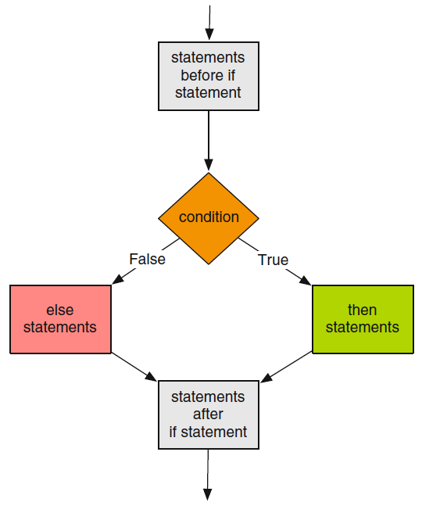 statements
before if
statement
condition
False
True
else
statements
then
statements
statements
after
if statement